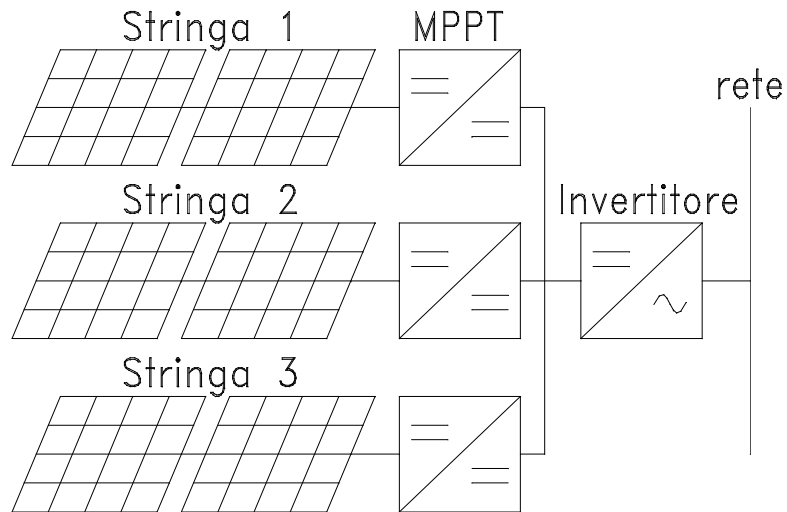 Stringa 1
MPPT
rete
Stringa 2
Invertitore
Stringa 3